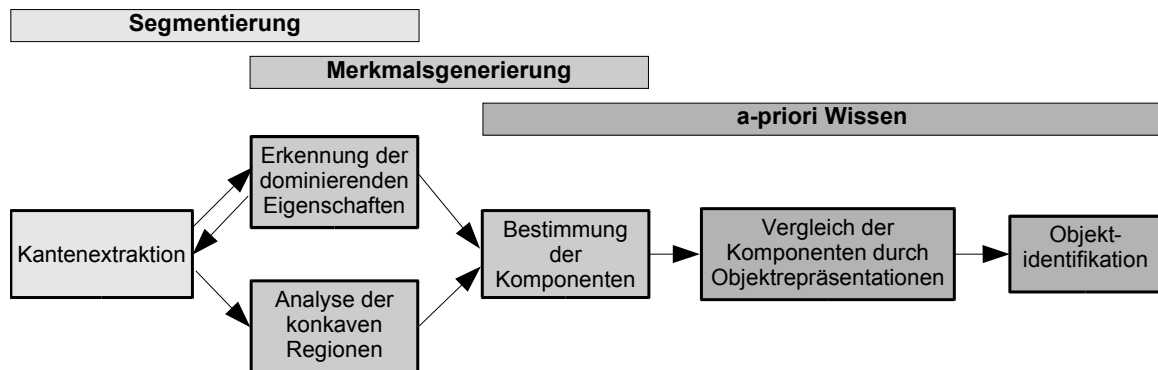 Segmentierung
Merkmalsgenerierung
a-priori Wissen
Erkennung der
dominierenden
Eigenschaften
Kantenextraktion
Analyse der
konkaven
Regionen
Bestimmung
der
Komponenten
Vergleich der
Komponenten durch
Objektrepräsentationen
Objekt-
identifikation